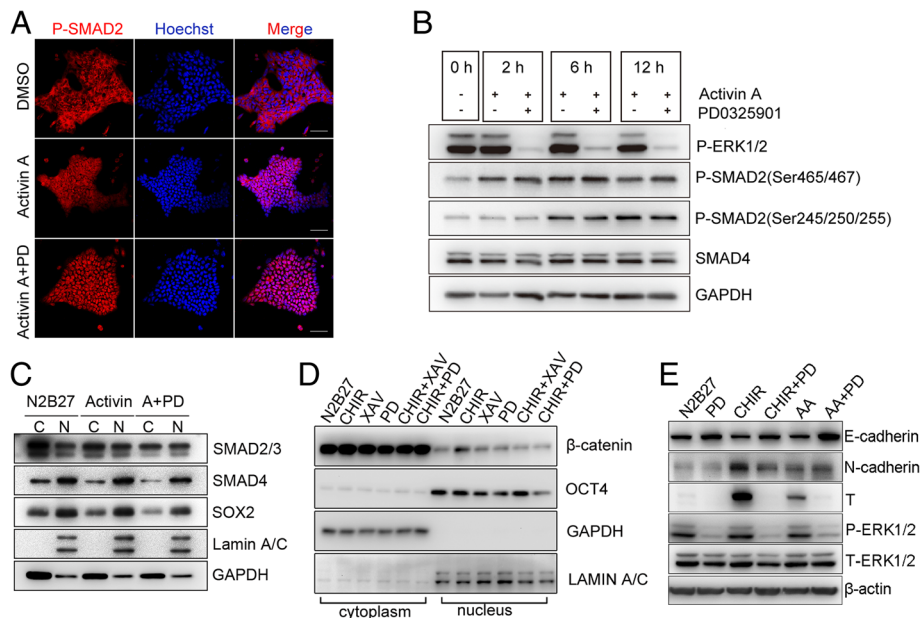 A
P-SMAD2 Hoechst Merge
DMSO
Activin A
Activin A+PD
B
0 h 2 h 6 h 12 h
- + + + + + + Activin A
- - + - + - + PD0325901
P-ERK1/2
P-SMAD2(Ser465/467)
P-SMAD2(Ser245/250/255)
SMAD4
GAPDH
C
N2B27 Activin A+PD
C N C N C N
SMAD2/3
SMAD4
SOX2
Lamin A/C
GAPDH
D
N2B27 CHIR XAV PD CHIR+XAV CHIR+PD N2B27 CHIR XAV PD CHIR+XAV CHIR+PD
β-catenin
OCT4
GAPDH
LAMIN A/C
cytoplasm nucleus
E
N2B27 PD CHIR CHIR+PD AA AA+PD
E-cadherin
N-cadherin
T
P-ERK1/2
T-ERK1/2
β-actin